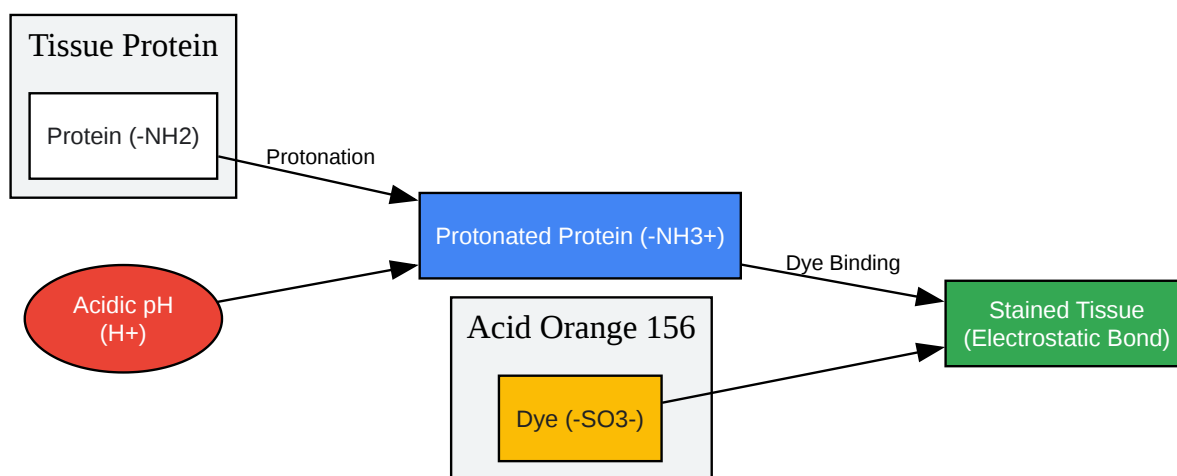 Tissue Protein
Protein (-NH2)
Protonation
Acidic pH
(H+)
Protonated Protein (-NH3+)
Dye Binding
Acid Orange 156
Dye (-SO3-)
Stained Tissue
(Electrostatic Bond)